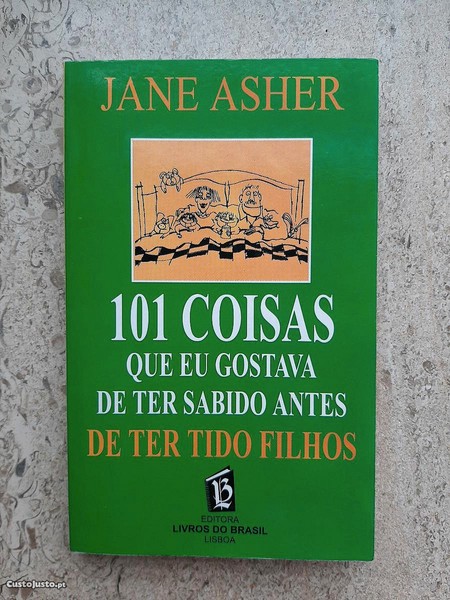 JANE ASHER
101 COISAS
QUE EU GOSTAVA
DE TER SABIDO ANTES
DE TER TIDO FILHOS
LB
EDITORA
LIVROS DO BRASIL
LISBOA
CustoJusto.pt